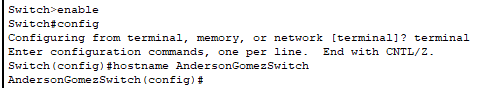 Switch>enable
Switch#config
Configuring from terminal, memory, or network [terminal]? terminal
Enter configuration commands, one per line.  End with CNTL/Z.
Switch(config)#hostname AndersonGomezSwitch
AndersonGomezSwitch(config)#